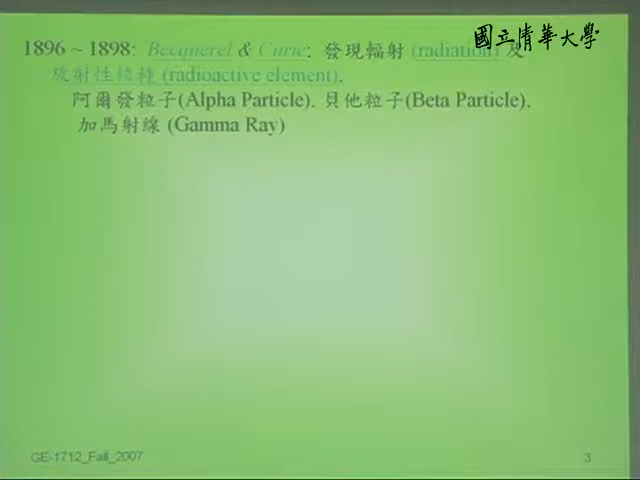 國立清華大學
1896 ~ 1898: Becquerel & Curie: 發現輻射 (radiation) 及
放射性核種 (radioactive element).
阿爾發粒子(Alpha Particle). 貝他粒子(Beta Particle).
加馬射線 (Gamma Ray)
GE-1712_Fall_2007
3